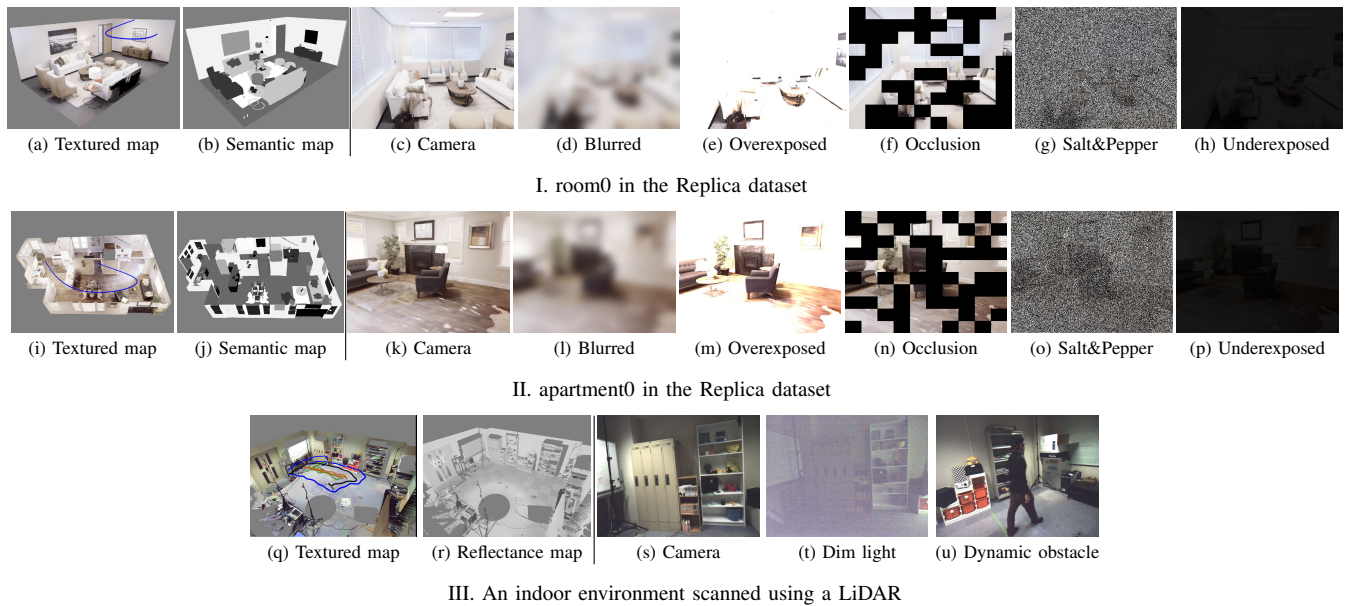 (a) Textured map (b) Semantic map (c) Camera (d) Blurred (e) Overexposed (f) Occlusion (g) Salt&Pepper (h) Underexposed
I. room0 in the Replica dataset
(i) Textured map (j) Semantic map (k) Camera (l) Blurred (m) Overexposed (n) Occlusion (o) Salt&Pepper (p) Underexposed
II. apartment0 in the Replica dataset
(q) Textured map (r) Reflectance map (s) Camera (t) Dim light (u) Dynamic obstacle
III. An indoor environment scanned using a LiDAR